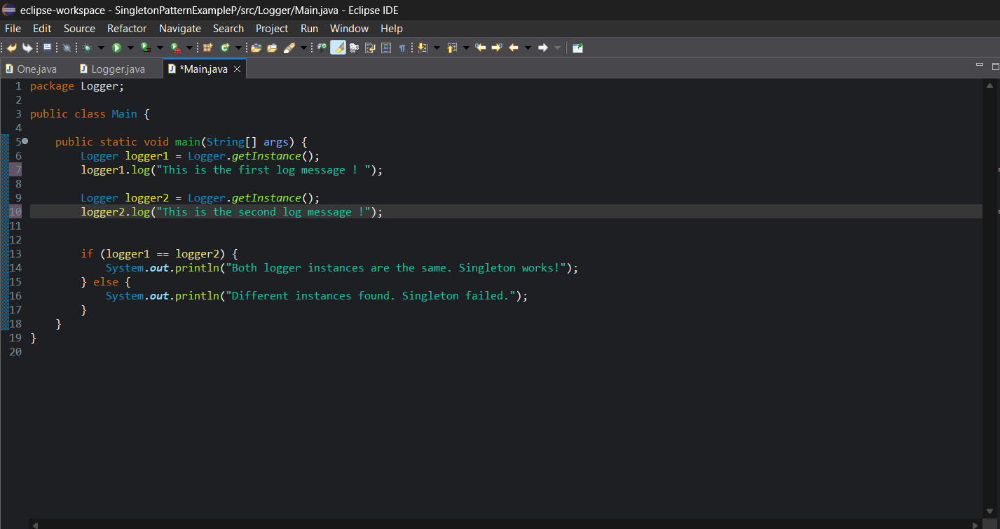 eclipse-workspace - SingletonPatternExampleP/src/Logger/Main.java - Eclipse IDE
File Edit Source Refactor Navigate Search Project Run Window Help
One.java Logger.java *Main.java
1 package Logger;
2
3 public class Main {
4
5 public static void main(String[] args) {
6 Logger logger1 = Logger.getInstance();
7 logger1.log("This is the first log message ! ");
8
9 Logger logger2 = Logger.getInstance();
10 logger2.log("This is the second log message !");
11
12
13 if (logger1 == logger2) {
14 System.out.println("Both logger instances are the same. Singleton works!");
15 } else {
16 System.out.println("Different instances found. Singleton failed.");
17 }
18 }
19 }
20